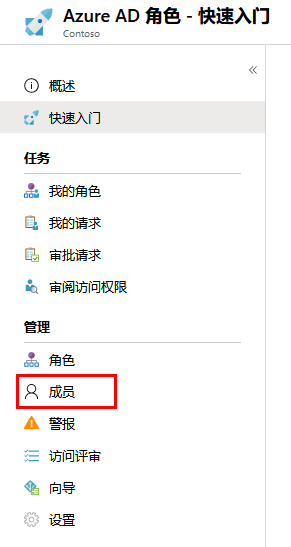 Azure AD 角色 - 快速入门
Contoso
«
概述
快速入门
任务
我的角色
我的请求
审批请求
审阅访问权限
管理
角色
成员
警报
访问评审
向导
设置